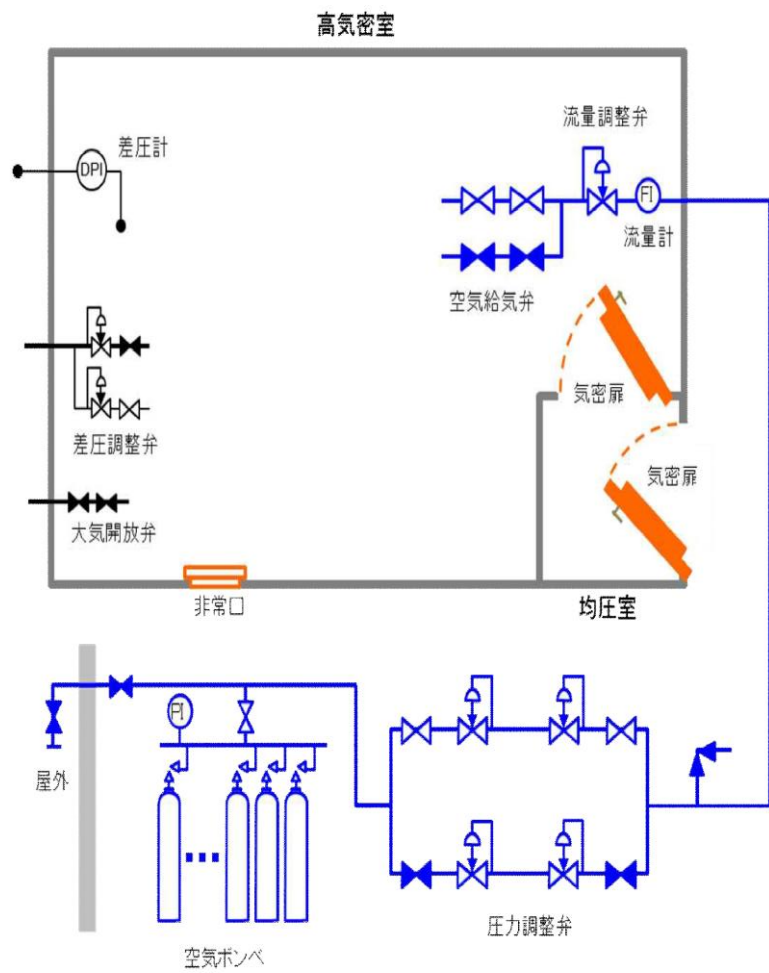 高気密室
差圧計
DPI
流量調整弁
FI
流量計
空気給気弁
気密扉
差圧調整弁
気密扉
大気開放弁
非常口
均圧室
PI
屋外
圧力調整弁
空気ボンベ